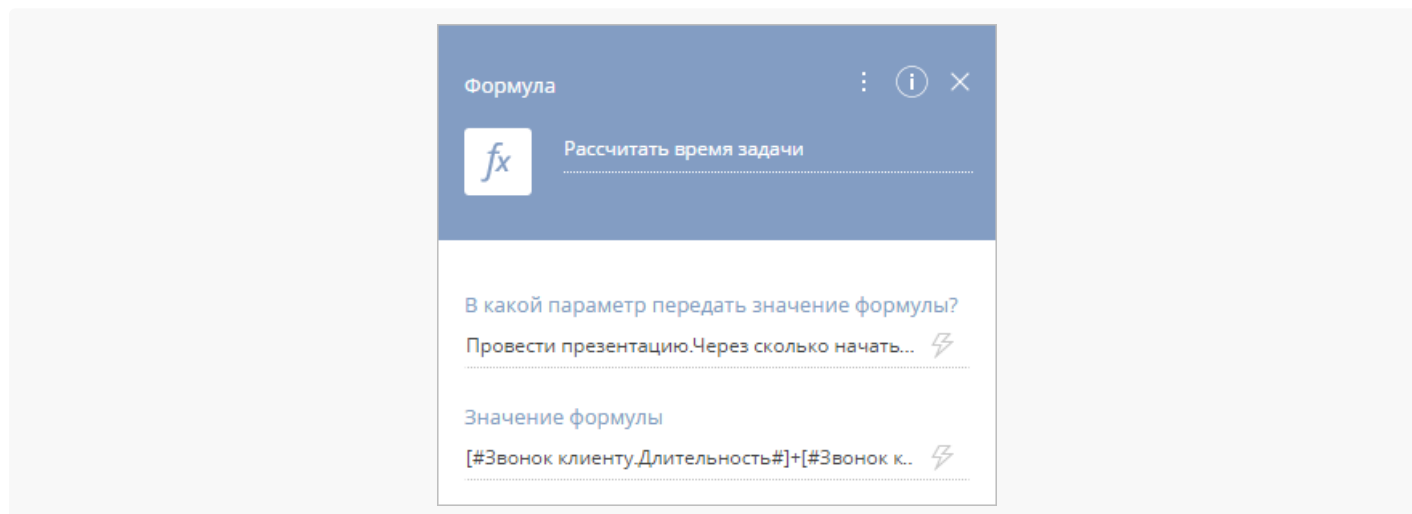 Формула
fx
Рассчитать время задачи
В какой параметр передать значение формулы?
Провести презентацию.Через сколько начать...
Значение формулы
[#Звонок клиенту.Длительность#]+[#Звонок к..